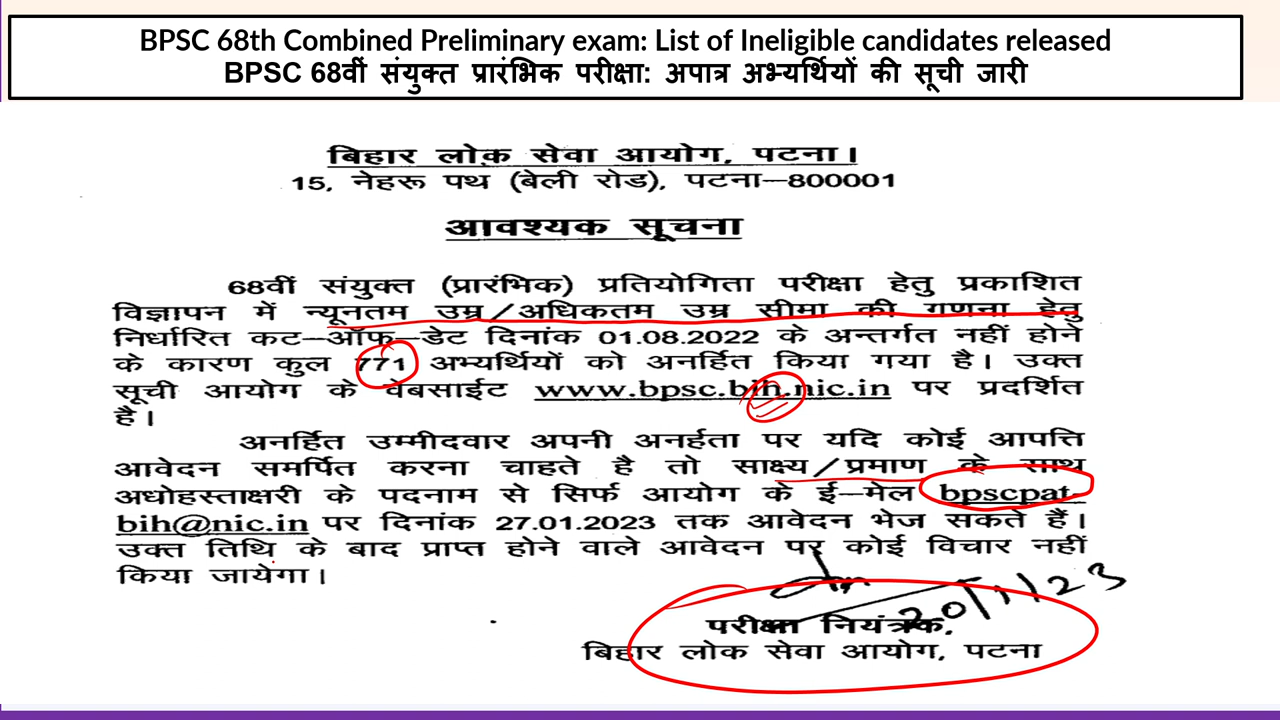 BPSC 68th Combined Preliminary exam: List of Ineligible candidates released
BPSC 68वीं संयुक्त प्रारंभिक परीक्षा: अपात्र अभ्यर्थियों की सूची जारी
बिहार लोक सेवा आयोग, पटना।
15, नेहरू पथ (बेली रोड), पटना–800001
आवश्यक सूचना
68वीं संयुक्त (प्रारंभिक) प्रतियोगिता परीक्षा हेतु प्रकाशित
विज्ञापन में न्यूनतम उम्र/अधिकतम उम्र सीमा की गणना हेतु
निर्धारित कट–ऑफ–डेट दिनांक 01.08.2022 के अन्तर्गत नहीं होने
के कारण कुल 771 अभ्यर्थियों को अनर्हित किया गया है। उक्त
सूची आयोग के वेबसाईट www.bpsc.bih.nic.in पर प्रदर्शित
है।
अनर्हित उम्मीदवार अपनी अनर्हता पर यदि कोई आपत्ति
आवेदन समर्पित करना चाहते है तो साक्ष्य/प्रमाण के साथ
अधोहस्ताक्षरी के पदनाम से सिर्फ आयोग के ई–मेल bpscpat-
bih@nic.in पर दिनांक 27.01.2023 तक आवेदन भेज सकते हैं।
उक्त तिथि के बाद प्राप्त होने वाले आवेदन पर कोई विचार नहीं
किया जायेगा।
20/1/23
परीक्षा नियंत्रक,
बिहार लोक सेवा आयोग, पटना